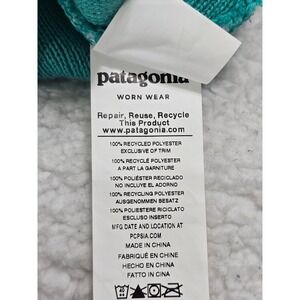 patagonia
WORN WEAR
Repair, Reuse, Recycle
This Product
www.patagonia.com
100% RECYCLED POLYESTER
EXCLUSIVE OF TRIM
100% RECYCLÉ POLYESTER
A PART LA GARNITURE
100% POLIÉSTER RECICLADO
NO INCLUYE EL ADORNO
100% RECYCLING POLYESTER
AUSGENOMMEN BESATZ
100% POLIESTERE RICICLATO
ESCLUSO INSERTO
MFG DATE AND LOCATION AT
PCPSIA.COM
MADE IN CHINA
FABRIQUÉ EN CHINE
HECHO EN CHINA
FATTO IN CINA